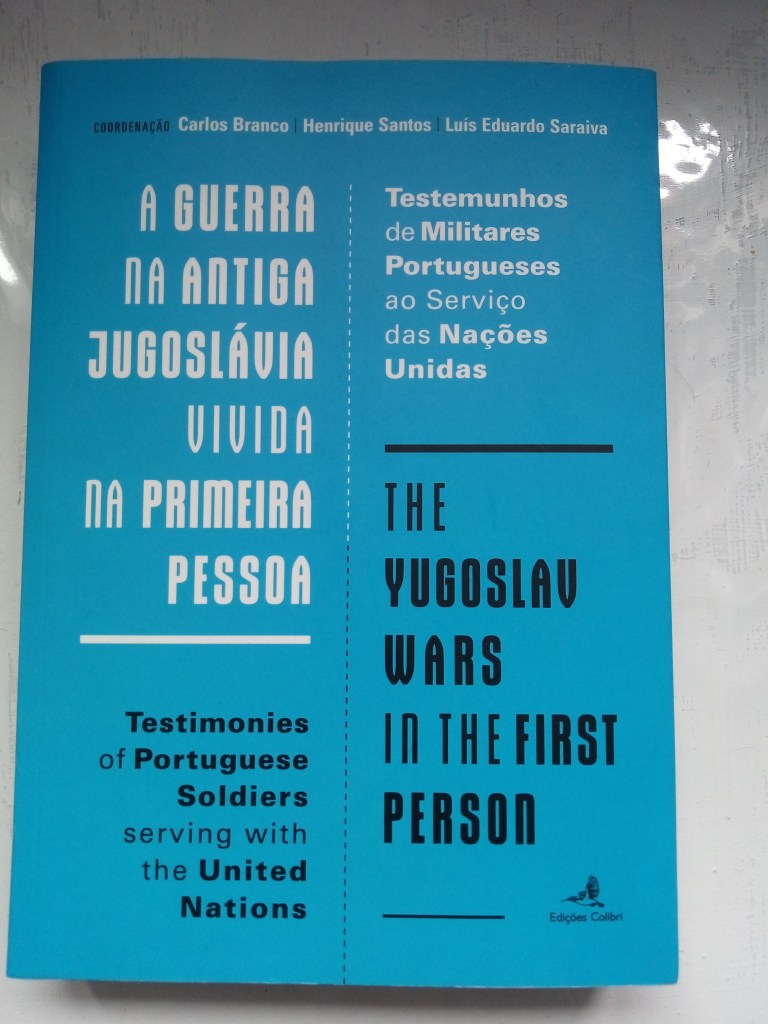 COORDENAÇÃO Carlos Branco | Henrique Santos | Luís Eduardo Saraiva
A GUERRA
NA ANTIGA
JUGOSLÁVIA
VIVIDA
NA PRIMEIRA
PESSOA
Testemunhos
de Militares
Portugueses
ao Serviço
das Nações
Unidas
Testimonies
of Portuguese
Soldiers
serving with
the United
Nations
THE
YUGOSLAV
WARS
IN THE FIRST
PERSON
Edições Colibri